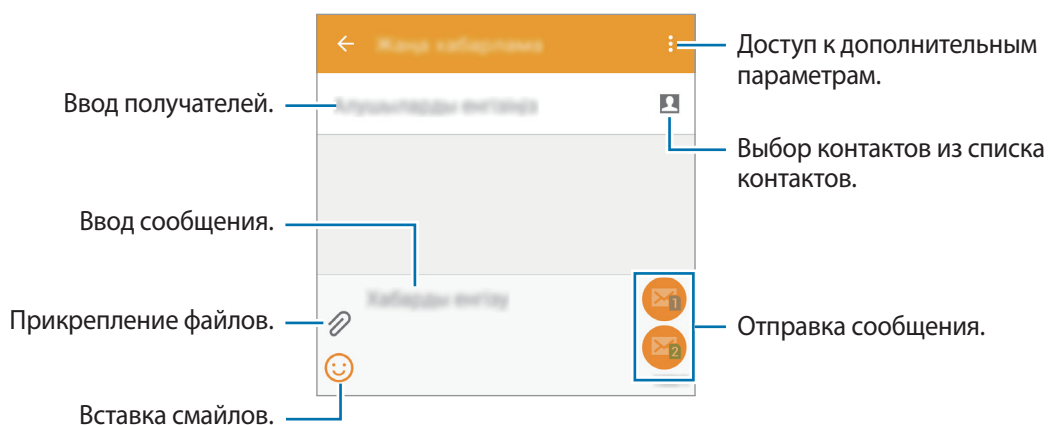 Доступ к дополнительным
параметрам.
Ввод получателей.
Выбор контактов из списка
контактов.
Ввод сообщения.
1
Прикрепление файлов.
Отправка сообщения.
2
Вставка смайлов.